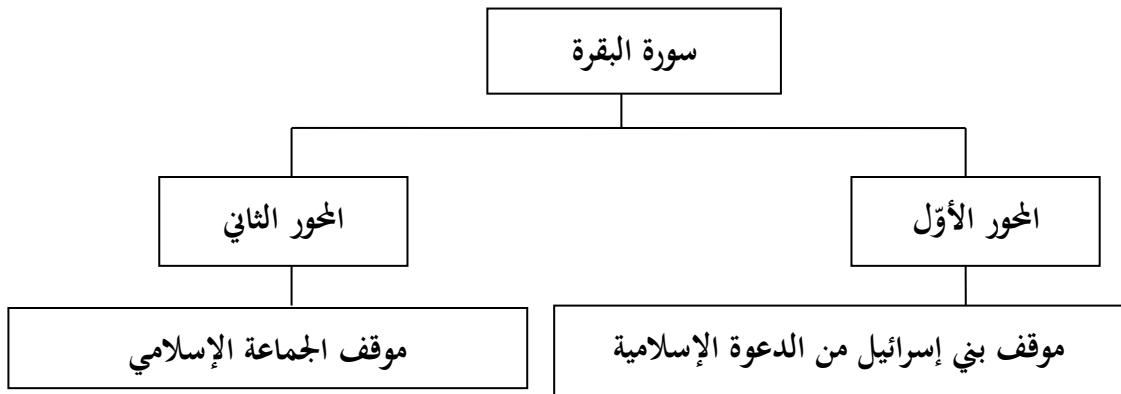 سورة البقرة
المحور الأوّل
المحور الثاني
موقف بني إسرائيل من الدعوة الإسلامية
موقف الجماعة الإسلامي